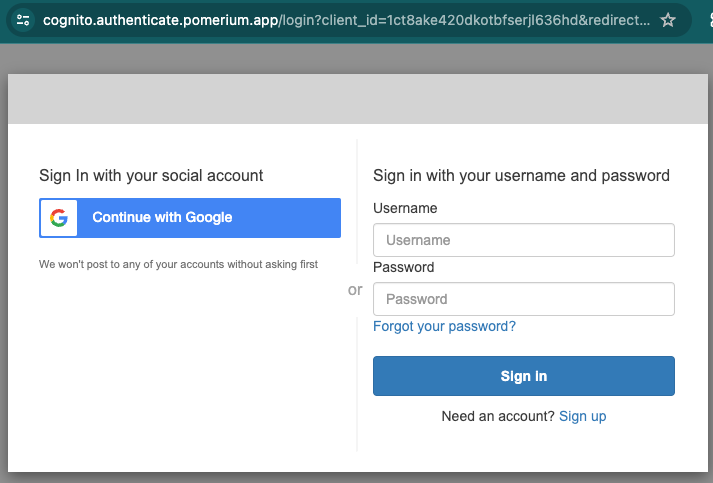 cognito.authenticate.pomerium.app/login?client_id=1ct8ake420dkotbfserjl636hd&redirect...
Sign In with your social account
Continue with Google
We won't post to any of your accounts without asking first
or
Sign in with your username and password
Username
Username
Password
Password
Forgot your password?
Sign in
Need an account? Sign up